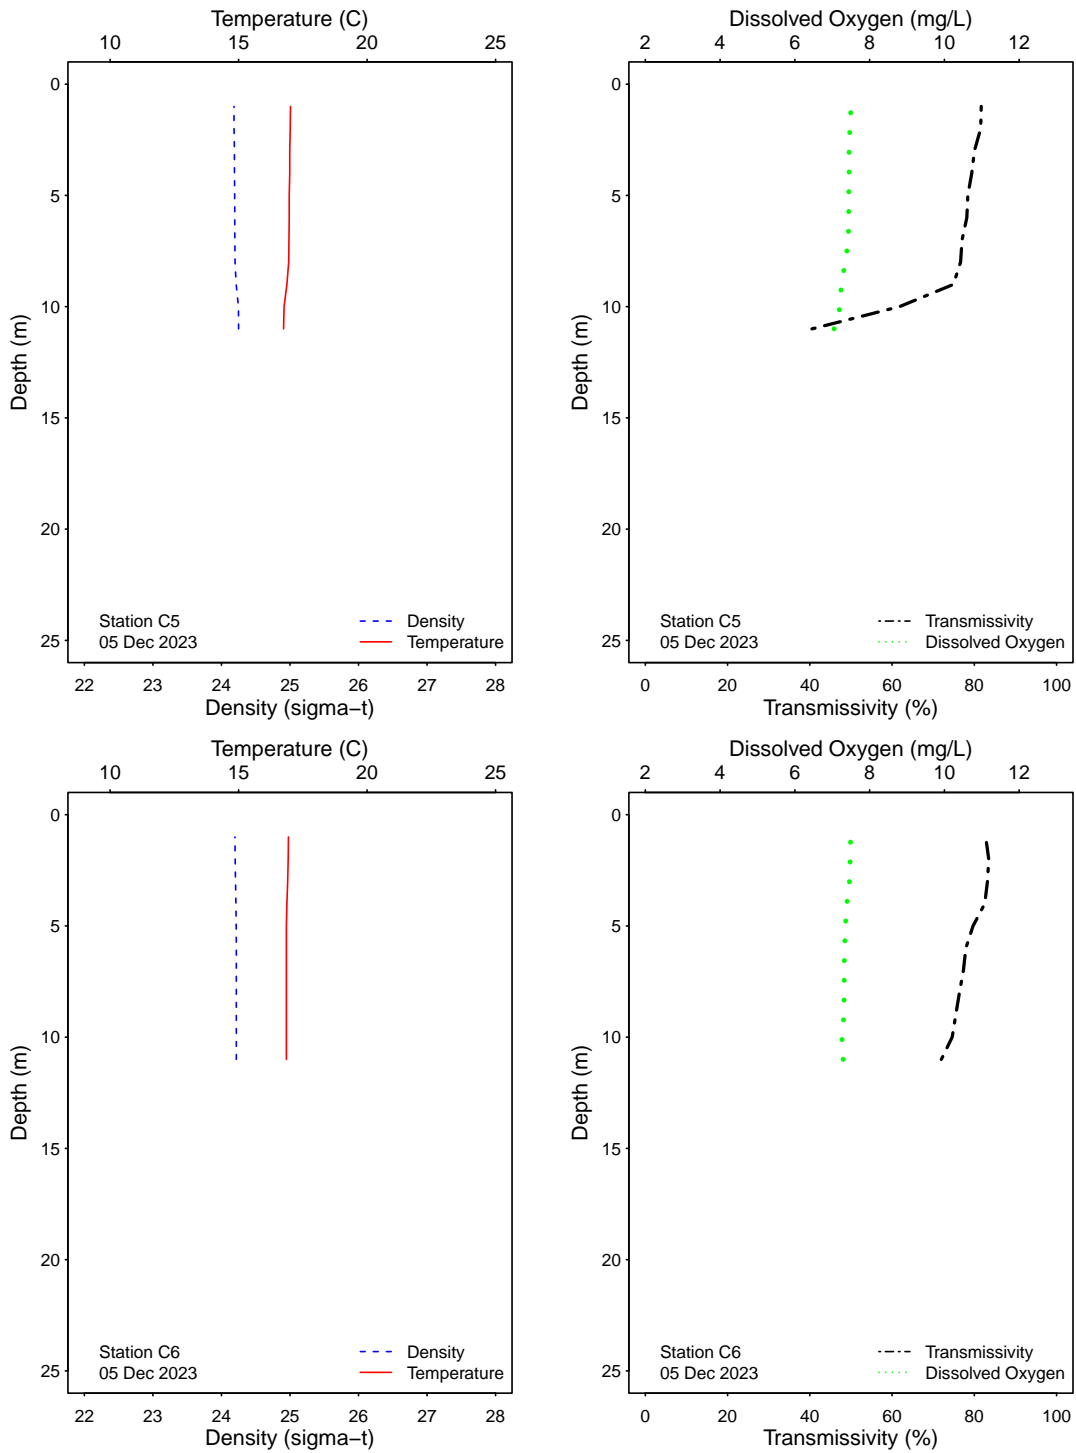 Temperature (C)
10 15 20 25
0
5
10
15
20
25
Depth (m)
Station C5
05 Dec 2023
Density
Temperature
22 23 24 25 26 27 28
Density (sigma−t)
Dissolved Oxygen (mg/L)
2 4 6 8 10 12
0
5
10
15
20
25
Depth (m)
Station C5
05 Dec 2023
Transmissivity
Dissolved Oxygen
0 20 40 60 80 100
Transmissivity (%)
Temperature (C)
10 15 20 25
0
5
10
15
20
25
Depth (m)
Station C6
05 Dec 2023
Density
Temperature
22 23 24 25 26 27 28
Density (sigma−t)
Dissolved Oxygen (mg/L)
2 4 6 8 10 12
0
5
10
15
20
25
Depth (m)
Station C6
05 Dec 2023
Transmissivity
Dissolved Oxygen
0 20 40 60 80 100
Transmissivity (%)